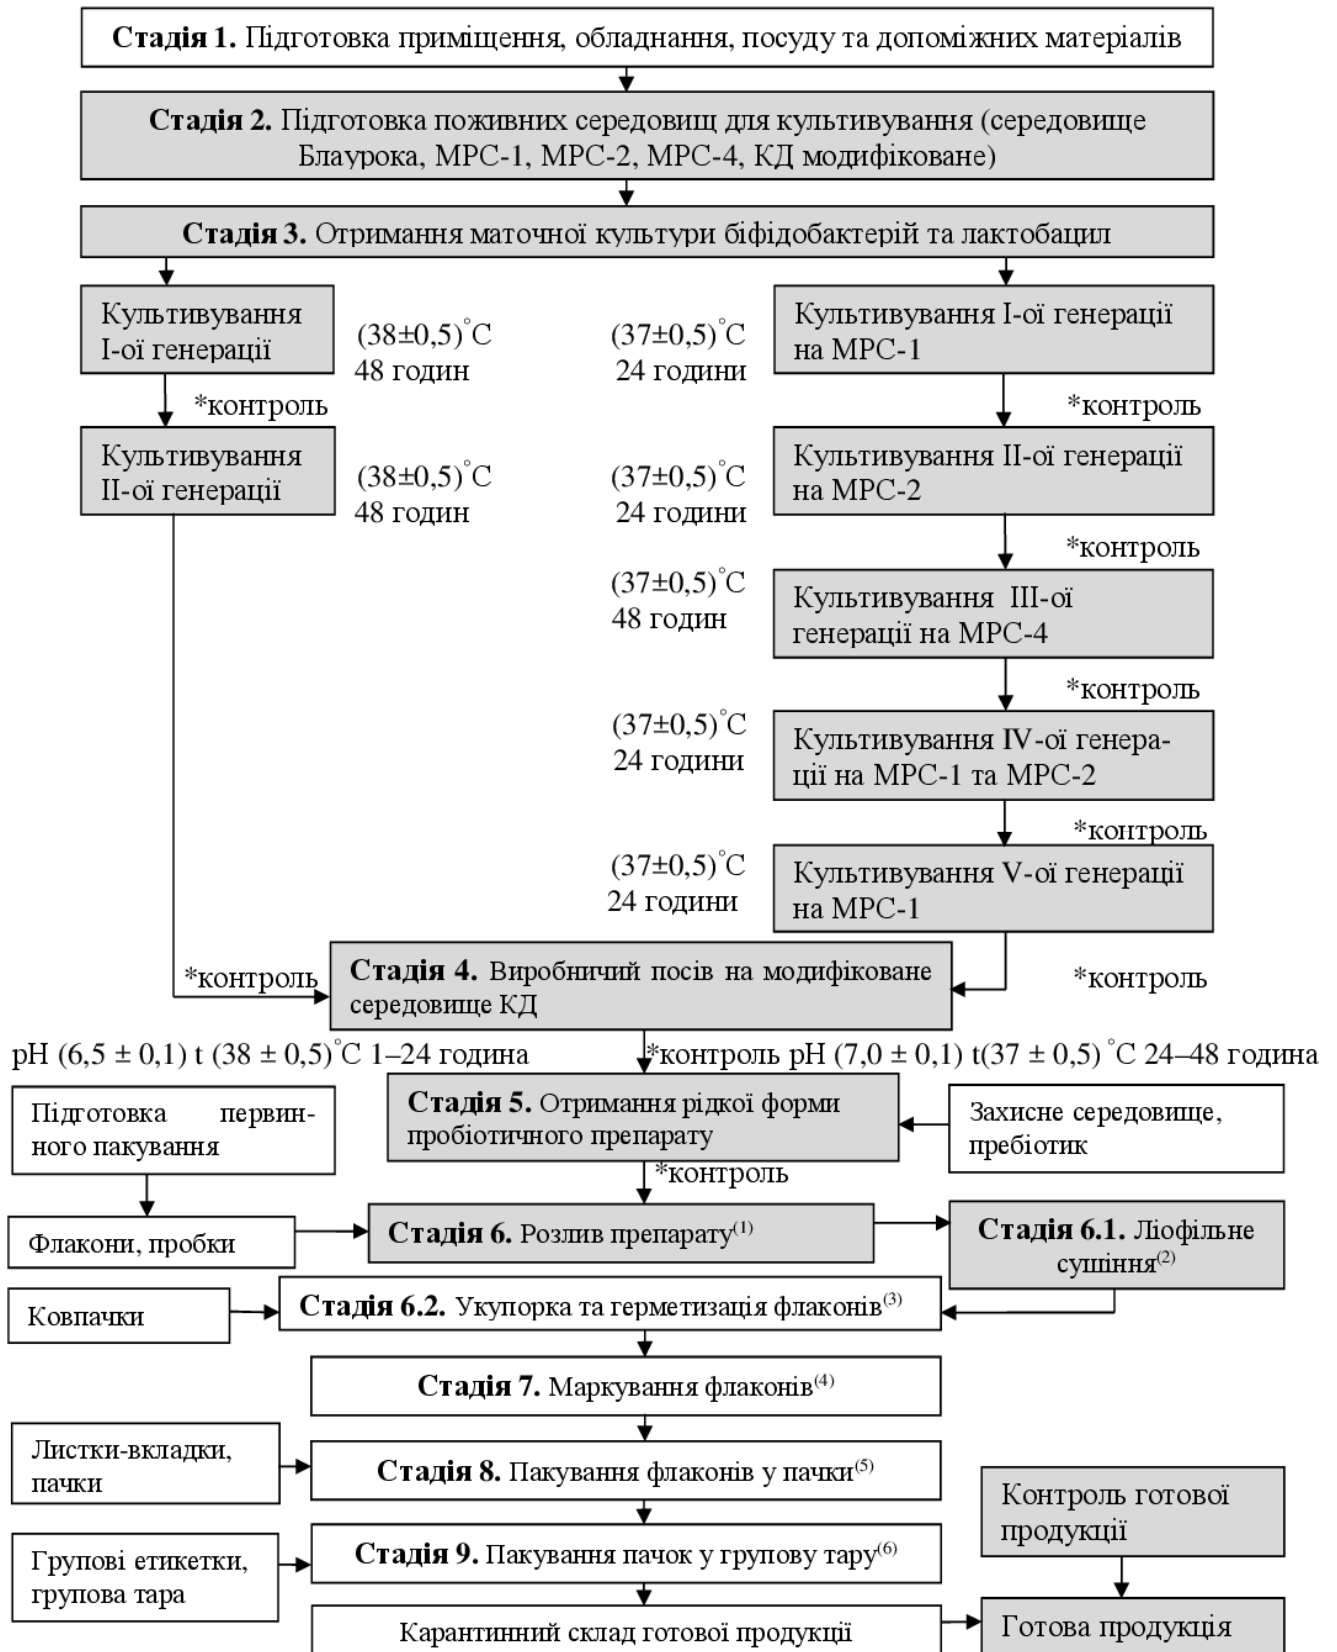 Стадія 1. Підготовка приміщення, обладнання, посуду та допоміжних матеріалів
Стадія 2. Підготовка поживних середовищ для культивування (середовище
Блаурока, МРС-1, МРС-2, МРС-4, КД модифіковане)
Стадія 3. Отримання маточної культури біфідобактерій та лактобацил
Культивування
І-ої генерації
(38±0,5)°С
48 годин
(37±0,5)°С
24 години
Культивування І-ої генерації
на МРС-1
*контроль
*контроль
Культивування
ІІ-ої генерації
(38±0,5)°С
48 годин
(37±0,5)°С
24 години
Культивування ІІ-ої генерації
на МРС-2
*контроль
(37±0,5)°С
48 годин
Культивування ІІІ-ої
генерації на МРС-4
*контроль
(37±0,5)°С
24 години
Культивування IV-ої генера-
ції на МРС-1 та МРС-2
*контроль
(37±0,5)°С
24 години
Культивування V-ої генерації
на МРС-1
*контроль
Стадія 4. Виробничий посів на модифіковане
середовище КД
*контроль
рН (6,5 ± 0,1) t (38 ± 0,5)°С 1–24 година
*контроль рН (7,0 ± 0,1) t(37 ± 0,5) °С 24–48 година
Підготовка первин-
ного пакування
Стадія 5. Отримання рідкої форми
пробіотичного препарату
Захисне середовище,
пребіотик
*контроль
Флакони, пробки
Стадія 6. Розлив препарату(1)
Стадія 6.1. Ліофільне
сушіння(2)
Ковпачки
Стадія 6.2. Укупорка та герметизація флаконів(3)
Стадія 7. Маркування флаконів(4)
Листки-вкладки,
пачки
Стадія 8. Пакування флаконів у пачки(5)
Контроль готової
продукції
Групові етикетки,
групова тара
Стадія 9. Пакування пачок у групову тару(6)
Карантинний склад готової продукції
Готова продукція